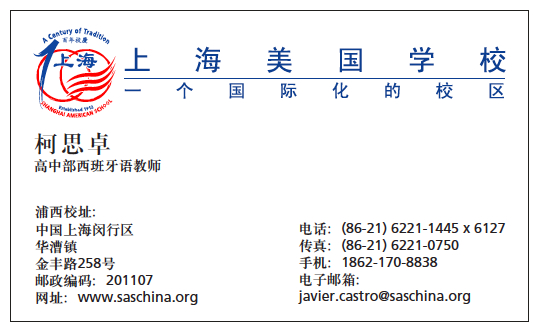 A Century of Tradition
百年校庆
上海
Established 1912
SHANGHAI AMERICAN SCHOOL
上海美国学校
一个国际化的校区
柯思卓
高中部西班牙语教师
浦西校址:
中国上海闵行区
华漕镇
金丰路258号
邮政编码: 201107
网址: www.saschina.org
电话: (86-21) 6221-1445 x 6127
传真: (86-21) 6221-0750
手机: 1862-170-8838
电子邮箱:
javier.castro@saschina.org